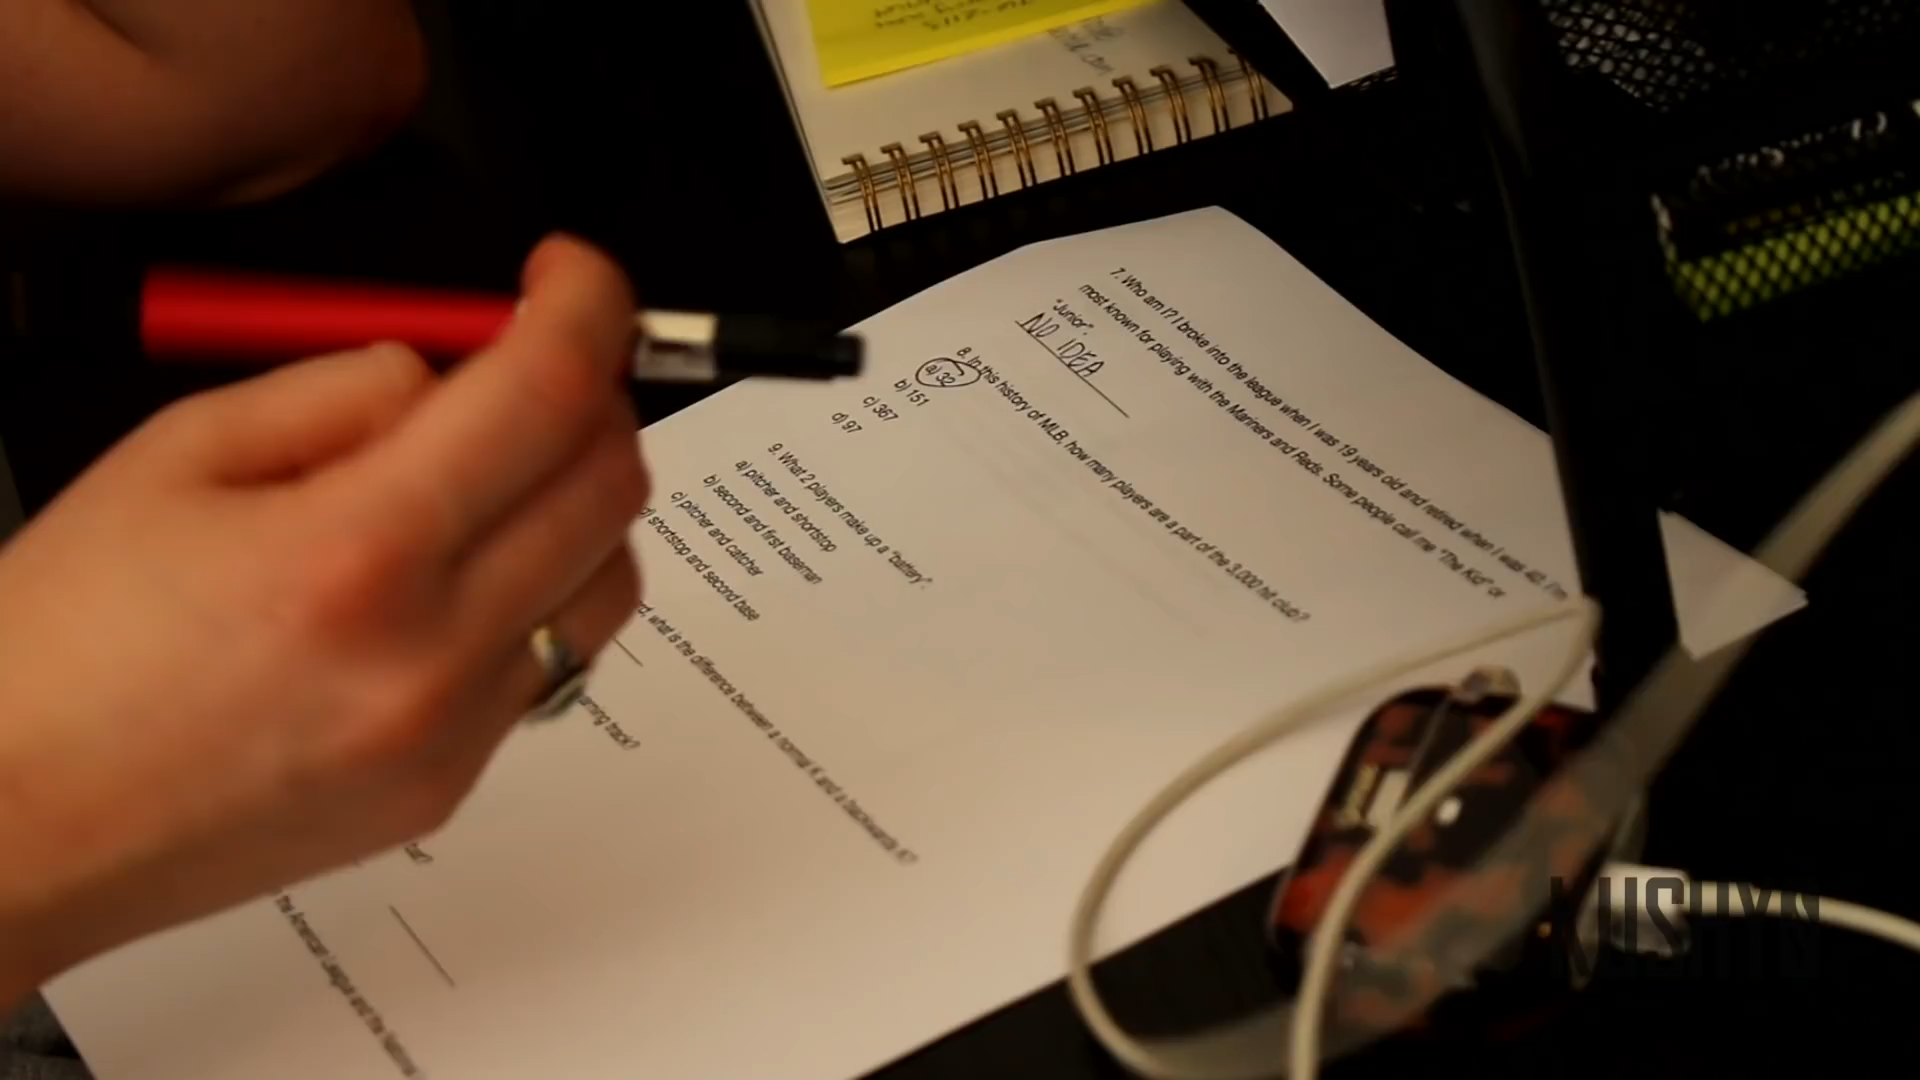 7. Who am I? I broke into the league when I was 19 years old and retired when I was 40. I'm
most known for playing with the Mariners and Reds. Some people call me "The Kid" or
"Junior".
NO IDEA
8. In this history of MLB, how many players are a part of the 3,000 hit club?
a) 32
b) 151
c) 367
d) 97
9. What 2 players make up a "battery".
a) pitcher and shortstop
b) second and first baseman
c) pitcher and catcher
d) shortstop and second base
what is the difference between a normal K and a backwards K?
track?
bat?
the American League and the National
KUSHYN